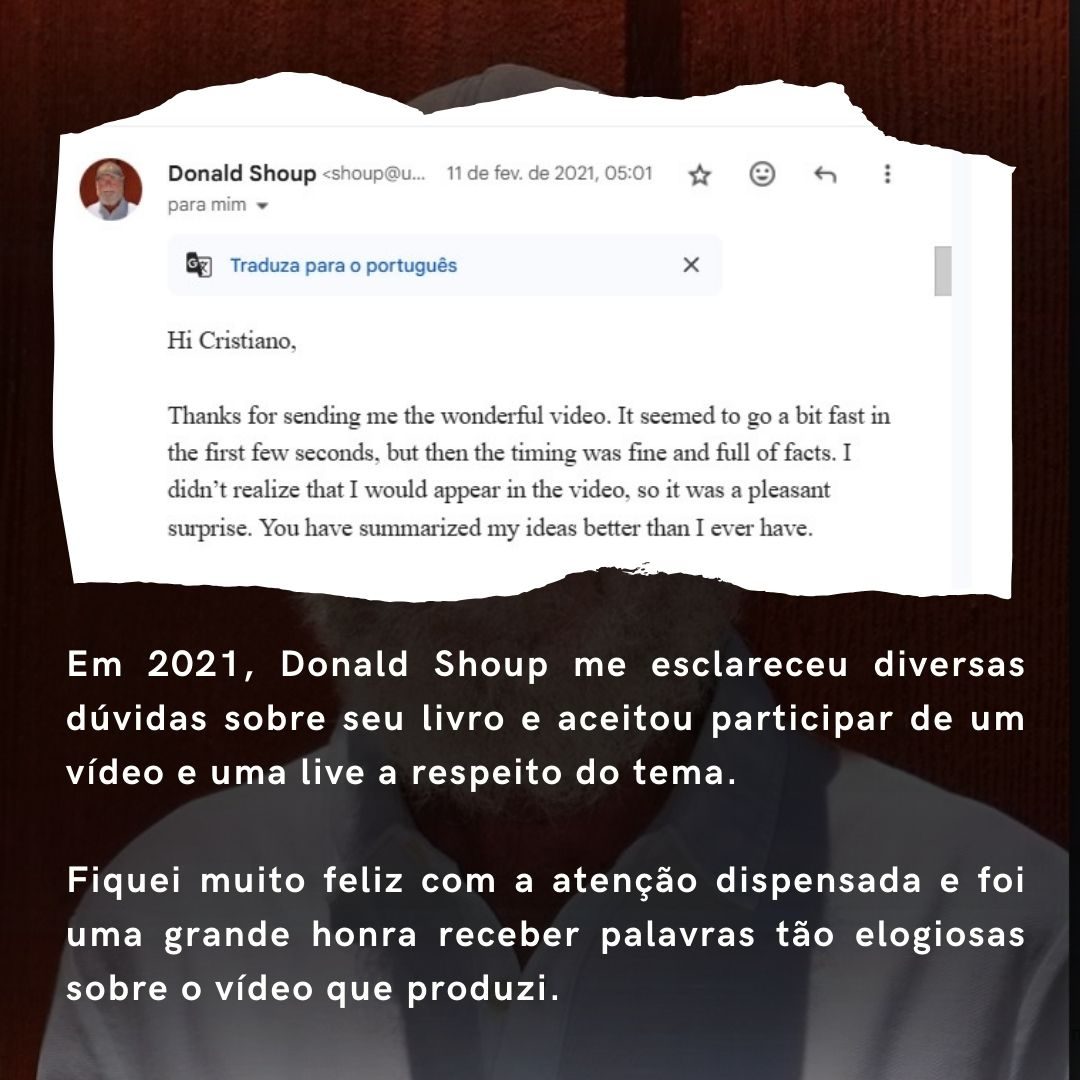 Donald Shoup <shoup@u... 11 de fev. de 2021, 05:01
para mim
Traduza para o português
Hi Cristiano,
Thanks for sending me the wonderful video. It seemed to go a bit fast in
the first few seconds, but then the timing was fine and full of facts. I
didn’t realize that I would appear in the video, so it was a pleasant
surprise. You have summarized my ideas better than I ever have.
Em 2021, Donald Shoup me esclareceu diversas
dúvidas sobre seu livro e aceitou participar de um
vídeo e uma live a respeito do tema.
Fiquei muito feliz com a atenção dispensada e foi
uma grande honra receber palavras tão elogiosas
sobre o vídeo que produzi.